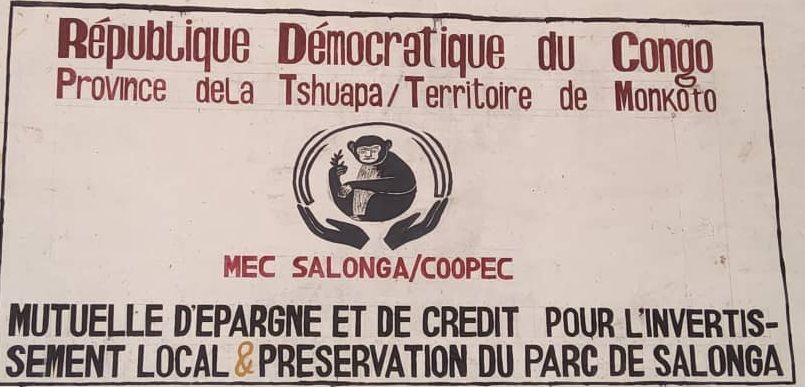 République Démocratique du Congo
Province dela Tshuapa/Territoire de Monkoto
MEC SALONGA/COOPEC
MUTUELLE D'EPARGNE ET DE CREDIT POUR L'INVERTIS-
SEMENT LOCAL & PRESERVATION DU PARC DE SALONGA